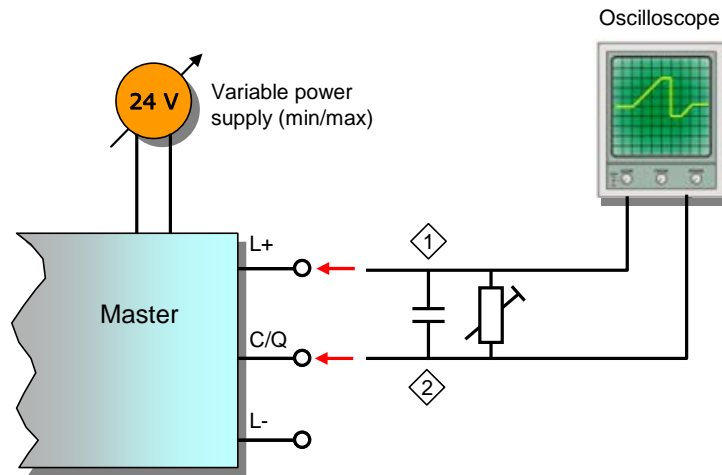 Oscilloscope
24 V
Variable power
supply (min/max)
L+
1
Master
C/Q
2
L-